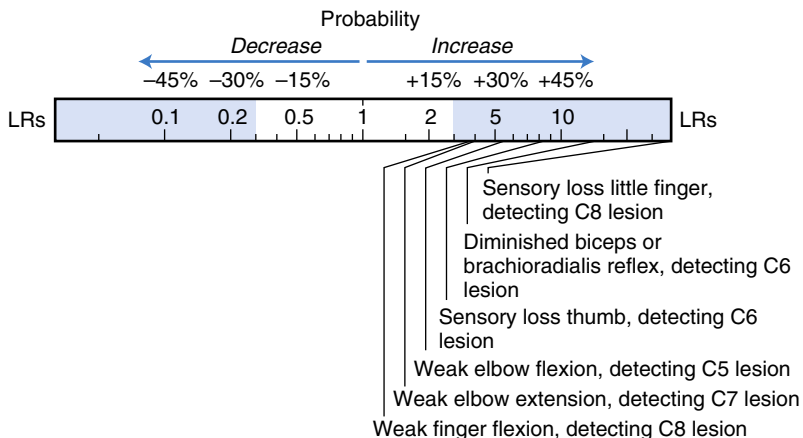 Probability
Decrease Increase
–45% –30% –15% +15% +30% +45%
LRs 0.1 0.2 0.5 1 2 5 10 LRs
Sensory loss little finger,
detecting C8 lesion
Diminished biceps or
brachioradialis reflex, detecting C6
lesion
Sensory loss thumb, detecting C6
lesion
Weak elbow flexion, detecting C5 lesion
Weak elbow extension, detecting C7 lesion
Weak finger flexion, detecting C8 lesion